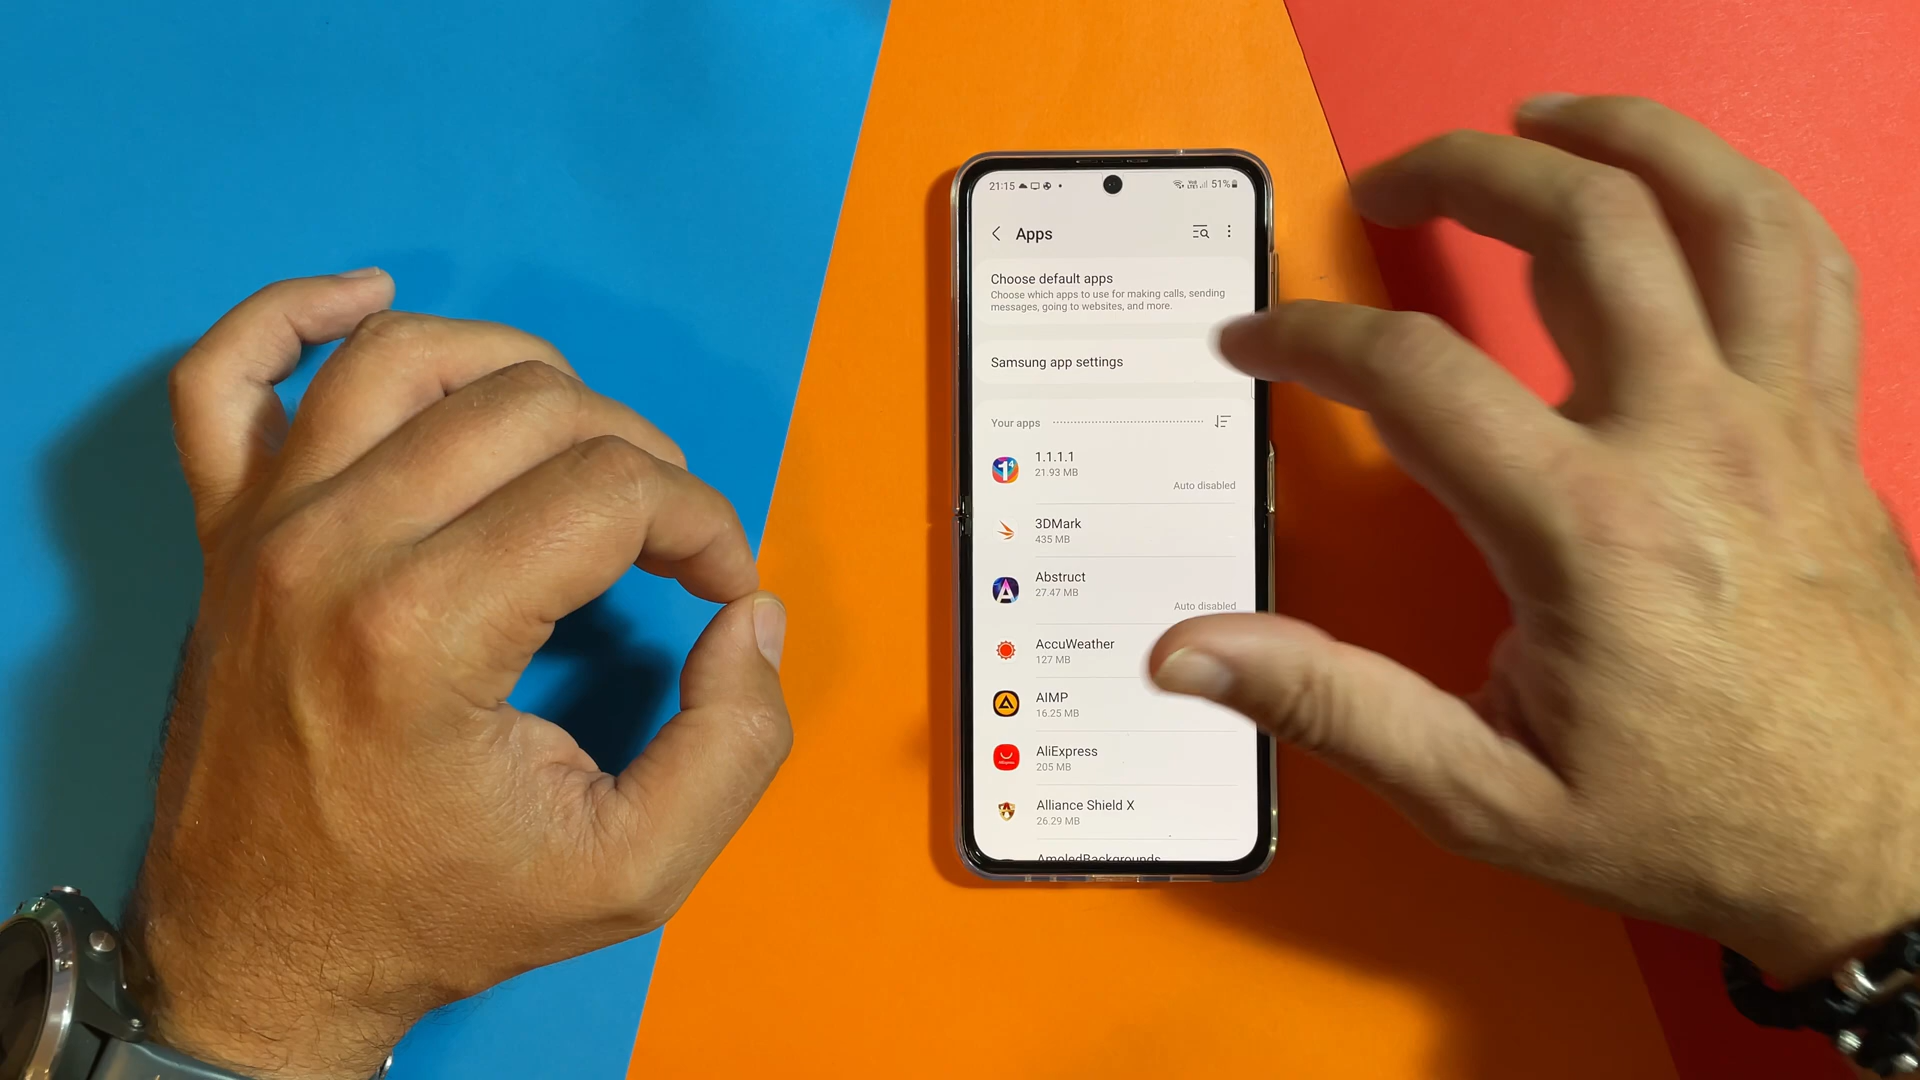 21:15
51%
Apps
Choose default apps
Choose which apps to use for making calls, sending
messages, going to websites, and more.
Samsung app settings
Your apps
1.1.1.1
21.93 MB
Auto disabled
3DMark
435 MB
Abstruct
27.47 MB
Auto disabled
AccuWeather
127 MB
AIMP
16.25 MB
AliExpress
205 MB
Alliance Shield X
26.29 MB
AmoledBackgrounds